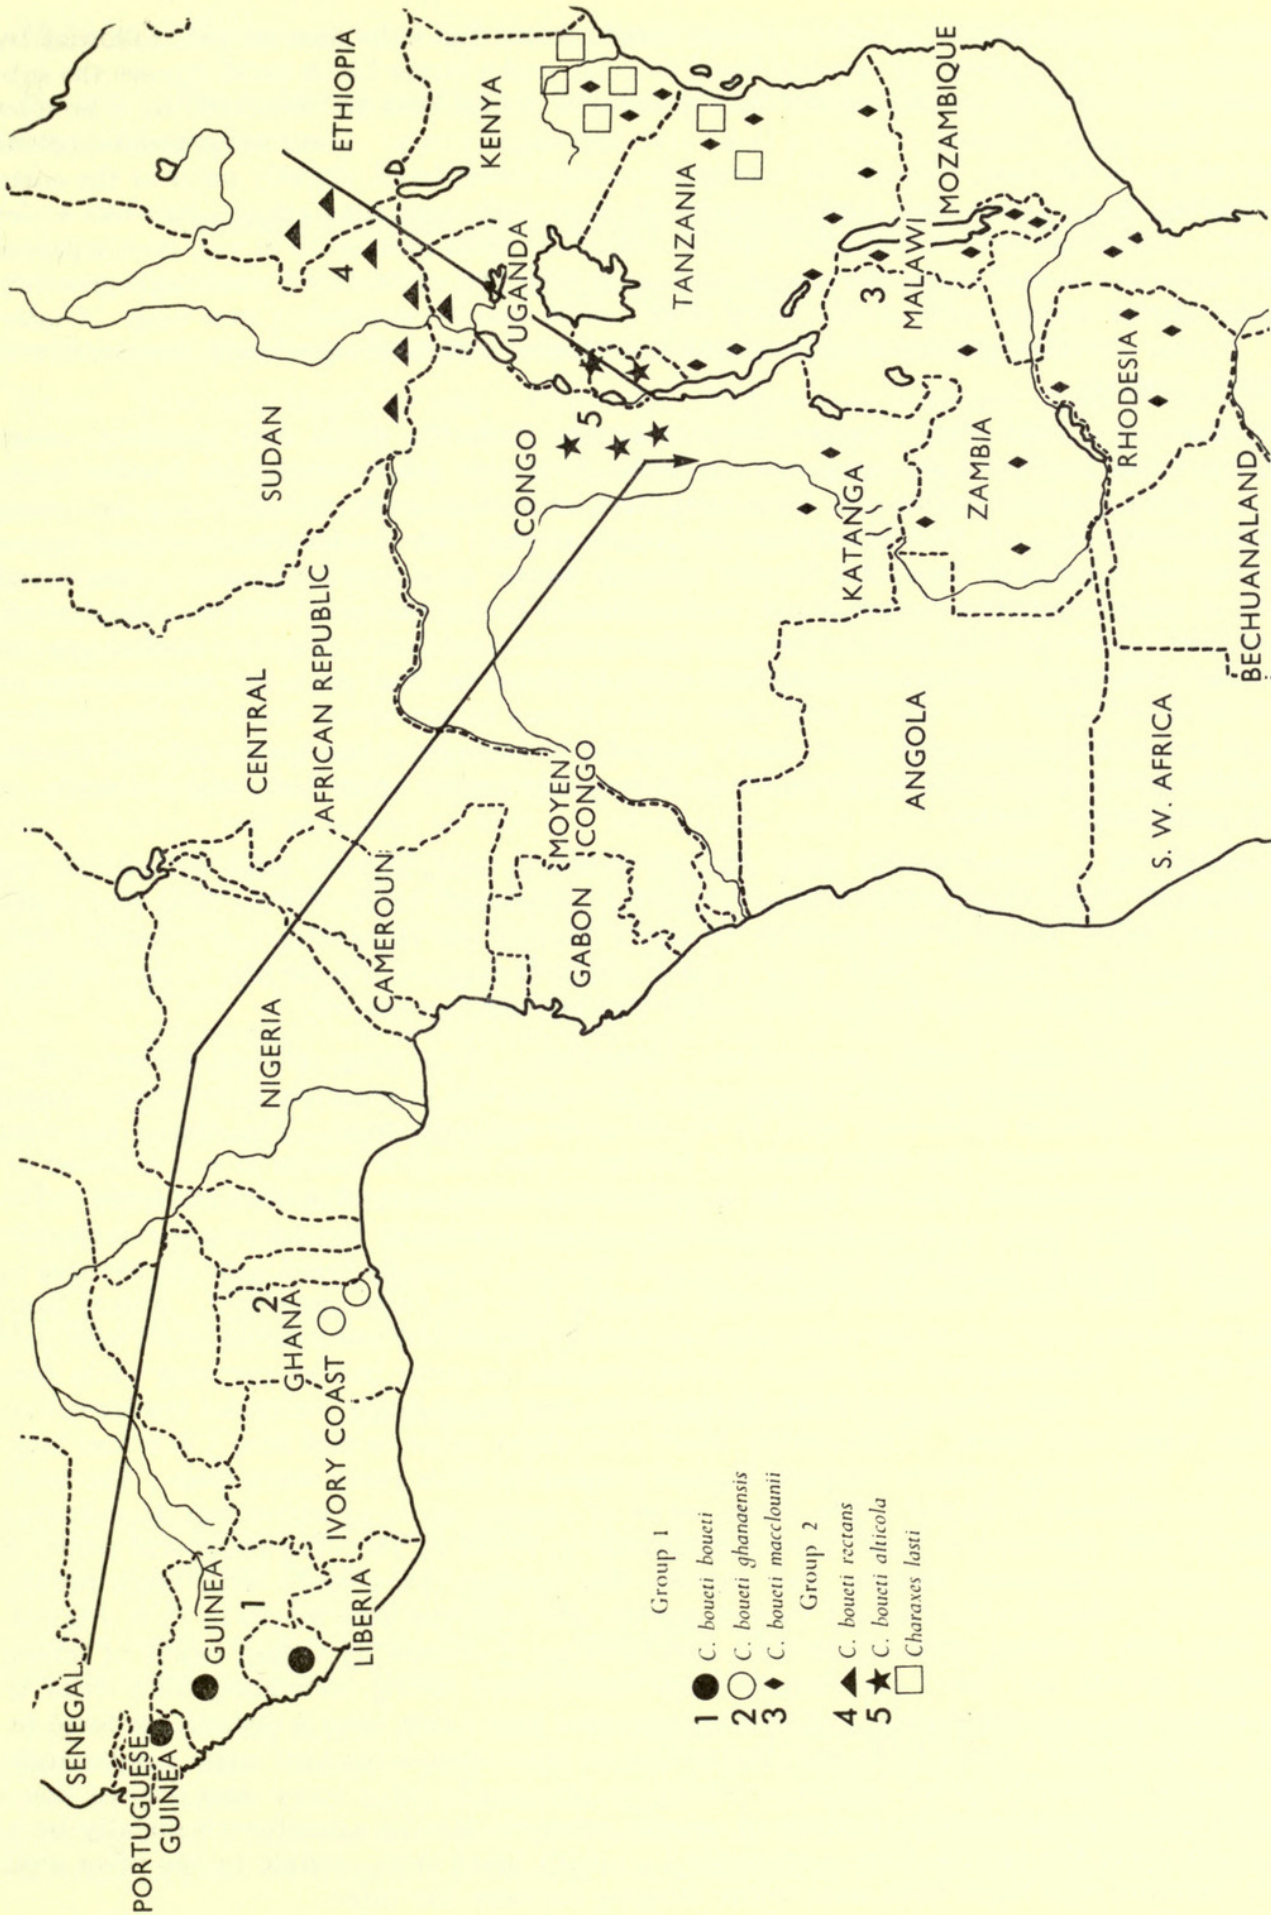 SENEGAL
PORTUGUESE
GUINEA
GUINEA
1
LIBERIA
IVORY COAST
GHANA
2
NIGERIA
CAMEROUN
CENTRAL
AFRICAN REPUBLIC
SUDAN
ETHIOPIA
4
KENYA
UGANDA
CONGO
5
MOYEN
CONGO
GABON
TANZANIA
KATANGA
ANGOLA
ZAMBIA
3
MALAWI
MOZAMBIQUE
RHODESIA
S. W. AFRICA
BECHUANALAND
Group 1
1 C. boueti boueti
2 C. boueti ghanaensis
3 C. boueti macclounii
Group 2
4 C. boueti rectans
5 C. boueti alticola
Charaxes lasti